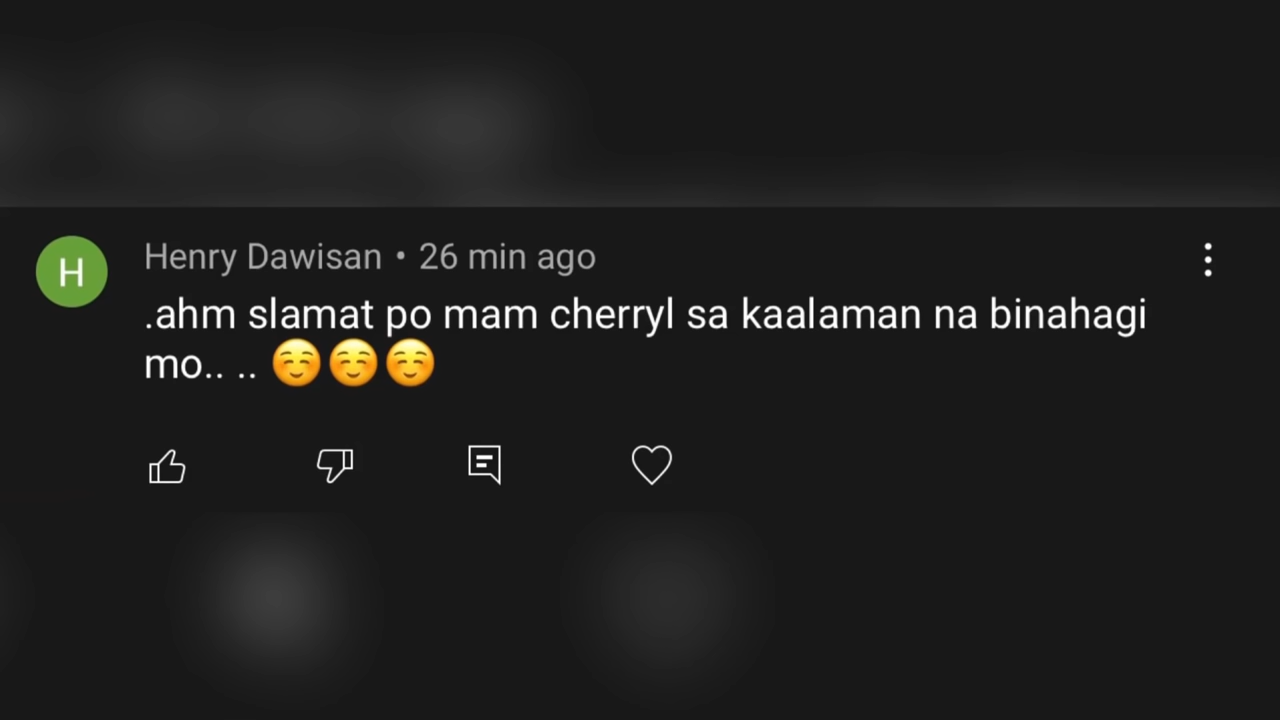 H
Henry Dawisan • 26 min ago
.ahm slamat po mam cherryl sa kaalaman na binahagi
mo.. .. ☺️☺️☺️